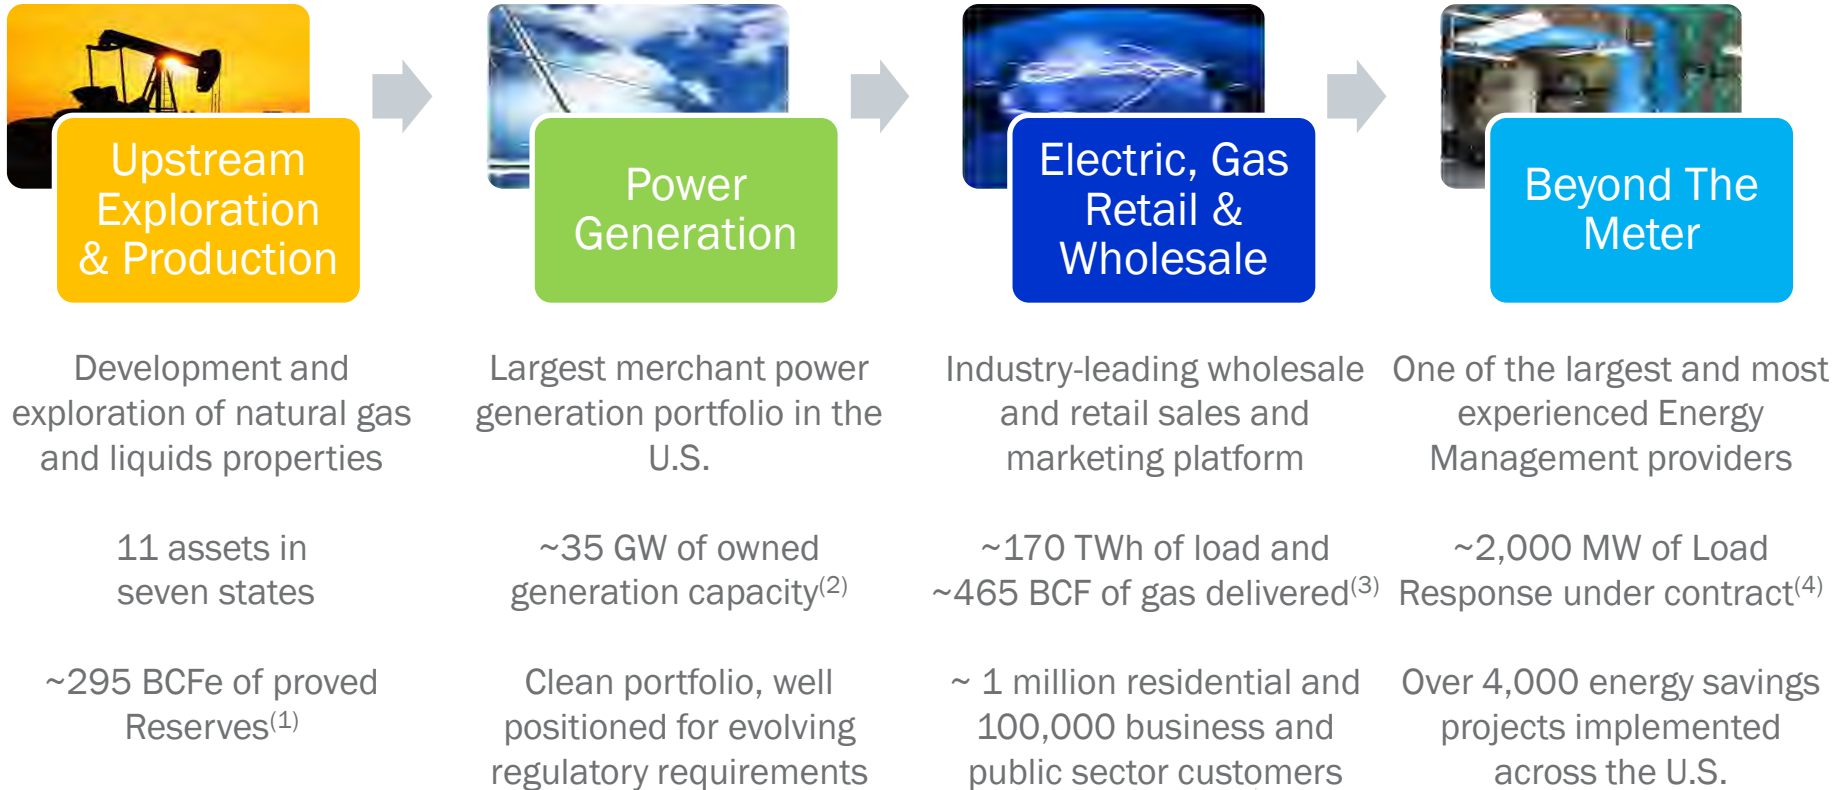 Upstream
Exploration
& Production
Development and
exploration of natural gas
and liquids properties
11 assets in
seven states
~295 BCFe of proved
Reserves(1)
Power
Generation
Largest merchant power
generation portfolio in the
U.S.
~35 GW of owned
generation capacity(2)
Clean portfolio, well
positioned for evolving
regulatory requirements
Electric, Gas
Retail &
Wholesale
Industry-leading wholesale
and retail sales and
marketing platform
~170 TWh of load and
~465 BCF of gas delivered(3)
~ 1 million residential and
100,000 business and
public sector customers
Beyond The
Meter
One of the largest and most
experienced Energy
Management providers
~2,000 MW of Load
Response under contract(4)
Over 4,000 energy savings
projects implemented
across the U.S.